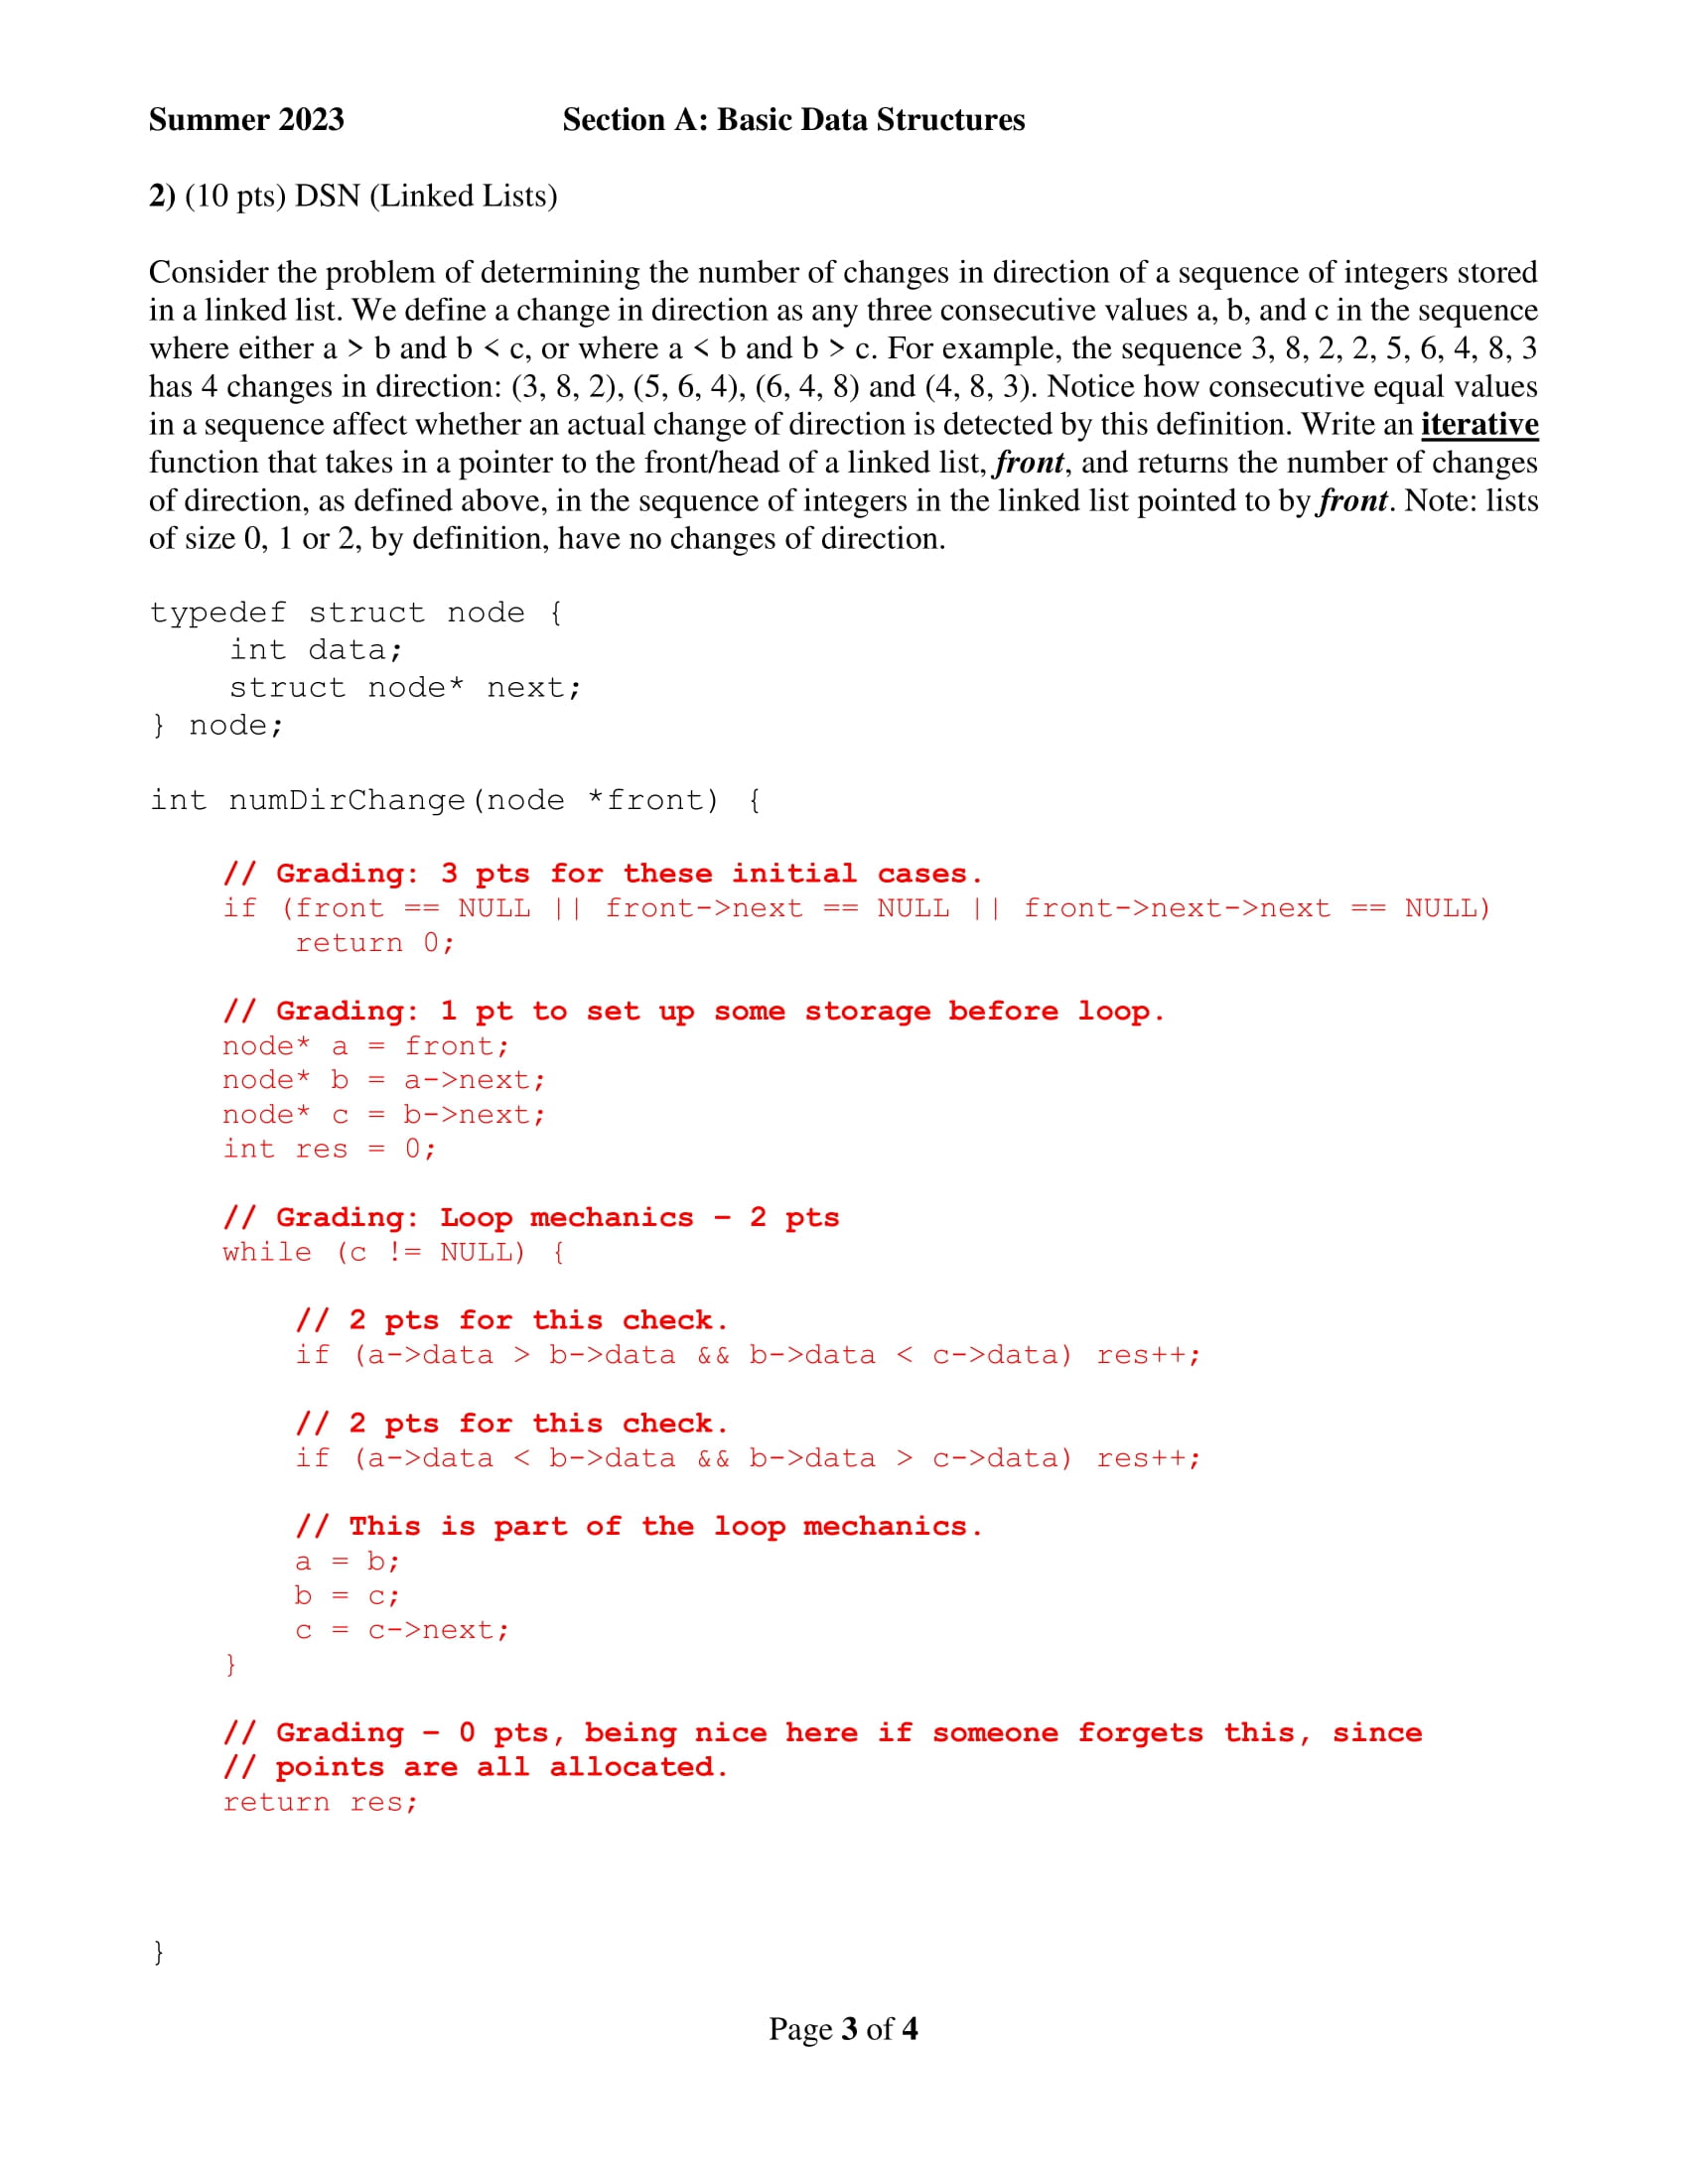 Summer 2023 Section A: Basic Data Structures
2) (10 pts) DSN (Linked Lists)
Consider the problem of determining the number of changes in direction of a sequence of integers stored
in a linked list. We define a change in direction as any three consecutive values a, b, and c in the sequence
where either a > b and b < c, or where a < b and b > c. For example, the sequence 3, 8, 2, 2, 5, 6, 4, 8, 3
has 4 changes in direction: (3, 8, 2), (5, 6, 4), (6, 4, 8) and (4, 8, 3). Notice how consecutive equal values
in a sequence affect whether an actual change of direction is detected by this definition. Write an iterative
function that takes in a pointer to the front/head of a linked list, front, and returns the number of changes
of direction, as defined above, in the sequence of integers in the linked list pointed to by front. Note: lists
of size 0, 1 or 2, by definition, have no changes of direction.
typedef struct node {
    int data;
    struct node* next;
} node;
int numDirChange(node *front) {
    // Grading: 3 pts for these initial cases.
    if (front == NULL || front->next == NULL || front->next->next == NULL)
        return 0;
    // Grading: 1 pt to set up some storage before loop.
    node* a = front;
    node* b = a->next;
    node* c = b->next;
    int res = 0;
    // Grading: Loop mechanics – 2 pts
    while (c != NULL) {
        // 2 pts for this check.
        if (a->data > b->data && b->data < c->data) res++;
        // 2 pts for this check.
        if (a->data < b->data && b->data > c->data) res++;
        // This is part of the loop mechanics.
        a = b;
        b = c;
        c = c->next;
    }
    // Grading – 0 pts, being nice here if someone forgets this, since
    // points are all allocated.
    return res;
}
Page 3 of 4